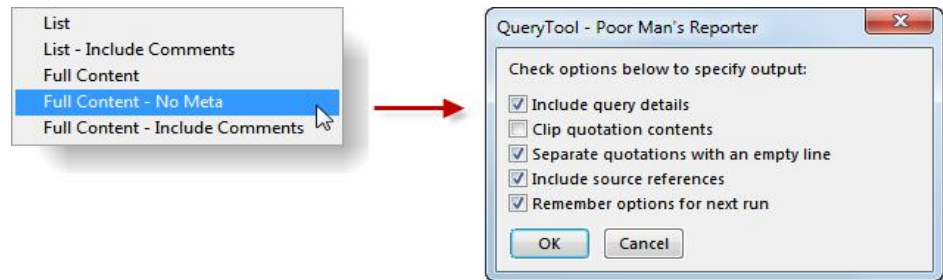 List
List - Include Comments
Full Content
Full Content - No Meta
Full Content - Include Comments
QueryTool - Poor Man's Reporter
Check options below to specify output:
Include query details
Clip quotation contents
Separate quotations with an empty line
Include source references
Remember options for next run
OK Cancel